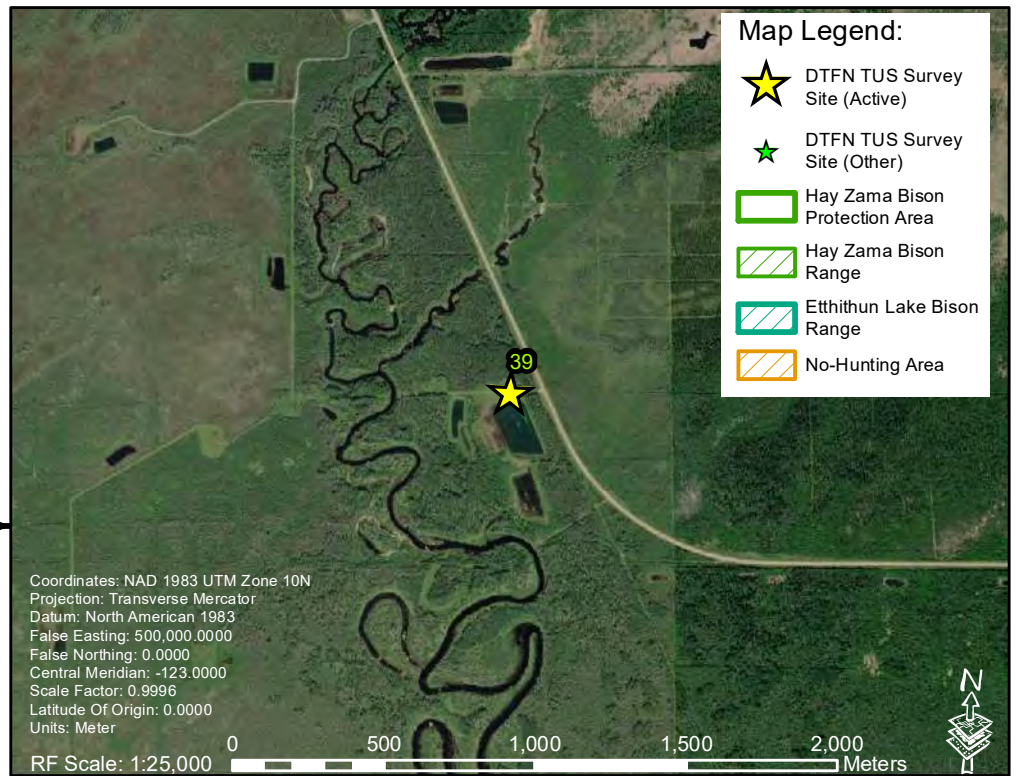 Map Legend:
DTFN TUS Survey
Site (Active)
DTFN TUS Survey
Site (Other)
Hay Zama Bison
Protection Area
Hay Zama Bison
Range
Etthithun Lake Bison
Range
No-Hunting Area
39
Coordinates: NAD 1983 UTM Zone 10N
Projection: Transverse Mercator
Datum: North American 1983
False Easting: 500,000.0000
False Northing: 0.0000
Central Meridian: -123.0000
Scale Factor: 0.9996
Latitude Of Origin: 0.0000
Units: Meter
RF Scale: 1:25,000
0 500 1,000 1,500 2,000
Meters
N